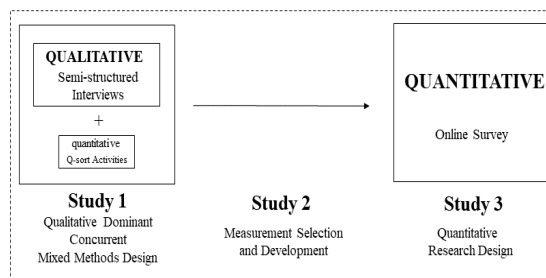 QUALITATIVE
Semi-structured
Interviews
+
quantitative
Q-sort Activities
Study 1
Qualitative Dominant
Concurrent
Mixed Methods Design
Study 2
Measurement Selection
and Development
QUANTITATIVE
Online Survey
Study 3
Quantitative
Research Design